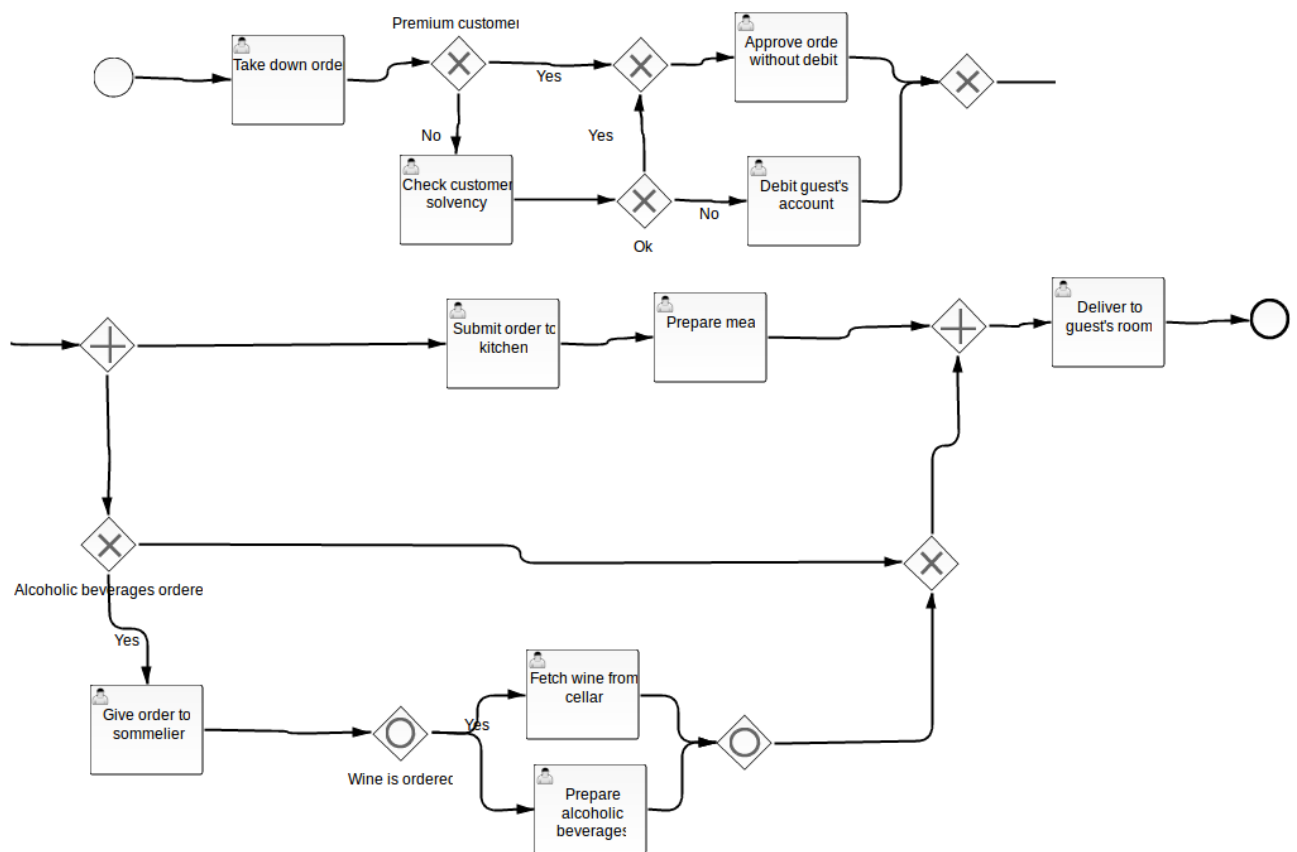 Premium customer
Take down orde
Yes
Approve orde
without debit
No
Yes
Check customer
solvency
Debit guest's
account
No
Ok
Submit order to
kitchen
Prepare mea
Deliver to
guest's room
Alcoholic beverages ordere
Yes
Give order to
sommelier
Wine is ordered
Yes
Fetch wine from
cellar
Prepare
alcoholic
beverages